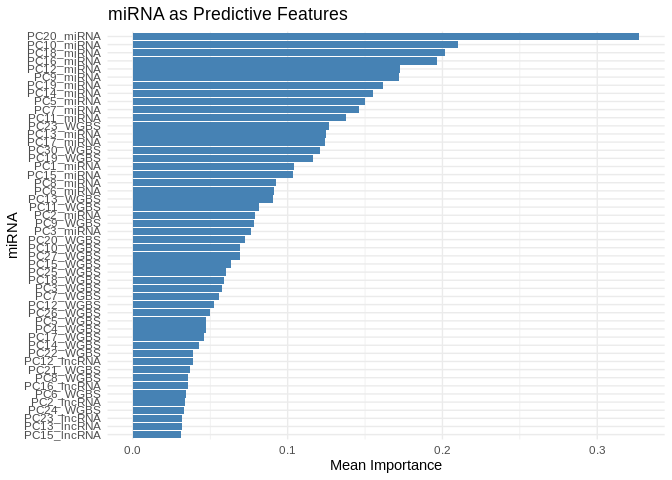 miRNA as Predictive Features
PC20_miRNA
PC10_miRNA
PC18_miRNA
PC16_miRNA
PC12_miRNA
PC9_miRNA
PC19_miRNA
PC14_miRNA
PC5_miRNA
PC7_miRNA
PC11_miRNA
PC23_WGBS
PC13_miRNA
PC17_miRNA
PC30_WGBS
PC19_WGBS
PC1_miRNA
PC15_miRNA
PC8_miRNA
PC6_miRNA
PC13_WGBS
PC11_WGBS
PC2_miRNA
PC9_WGBS
PC3_miRNA
PC20_WGBS
PC10_WGBS
PC27_WGBS
PC15_WGBS
PC25_WGBS
PC18_WGBS
PC3_WGBS
PC7_WGBS
PC12_WGBS
PC26_WGBS
PC5_WGBS
PC4_WGBS
PC17_WGBS
PC14_WGBS
PC22_WGBS
PC12_lncRNA
PC21_WGBS
PC8_WGBS
PC16_lncRNA
PC6_WGBS
PC2_lncRNA
PC24_WGBS
PC23_lncRNA
PC13_lncRNA
PC15_lncRNA
miRNA
0.0 0.1 0.2 0.3
Mean Importance